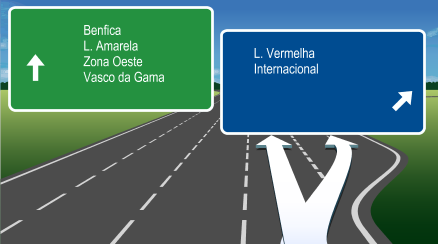 Benfica
L. Amarela
Zona Oeste
Vasco da Gama
L. Vermelha
Internacional